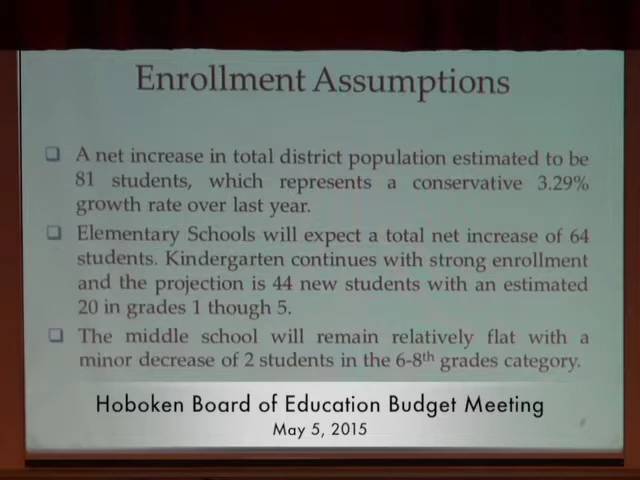 Enrollment Assumptions
A net increase in total district population estimated to be
81 students, which represents a conservative 3.29%
growth rate over last year.
Elementary Schools will expect a total net increase of 64
students. Kindergarten continues with strong enrollment
and the projection is 44 new students with an estimated
20 in grades 1 though 5.
The middle school will remain relatively flat with a
minor decrease of 2 students in the 6-8th grades category.
Hoboken Board of Education Budget Meeting
May 5, 2015